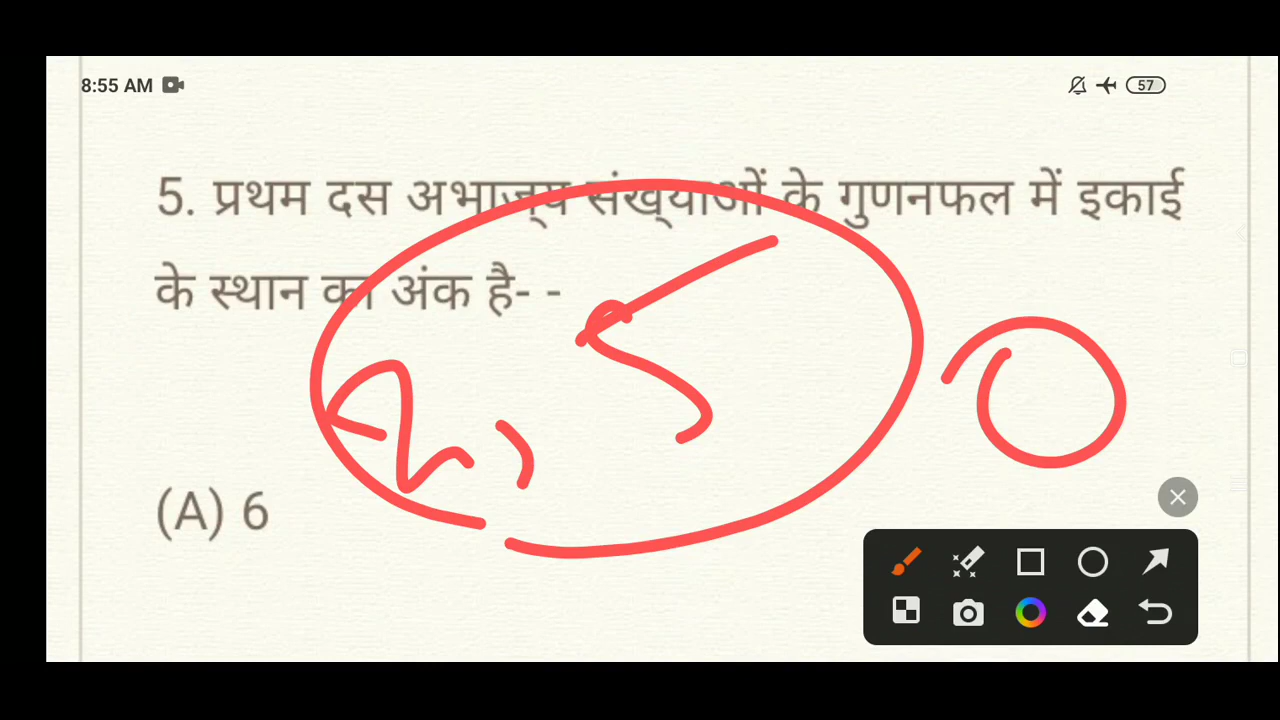 8:55 AM
57
5. प्रथम दस अभाज्य संख्याओं के गुणनफल में इकाई
के स्थान का अंक है- -
2, 5
0
(A) 6